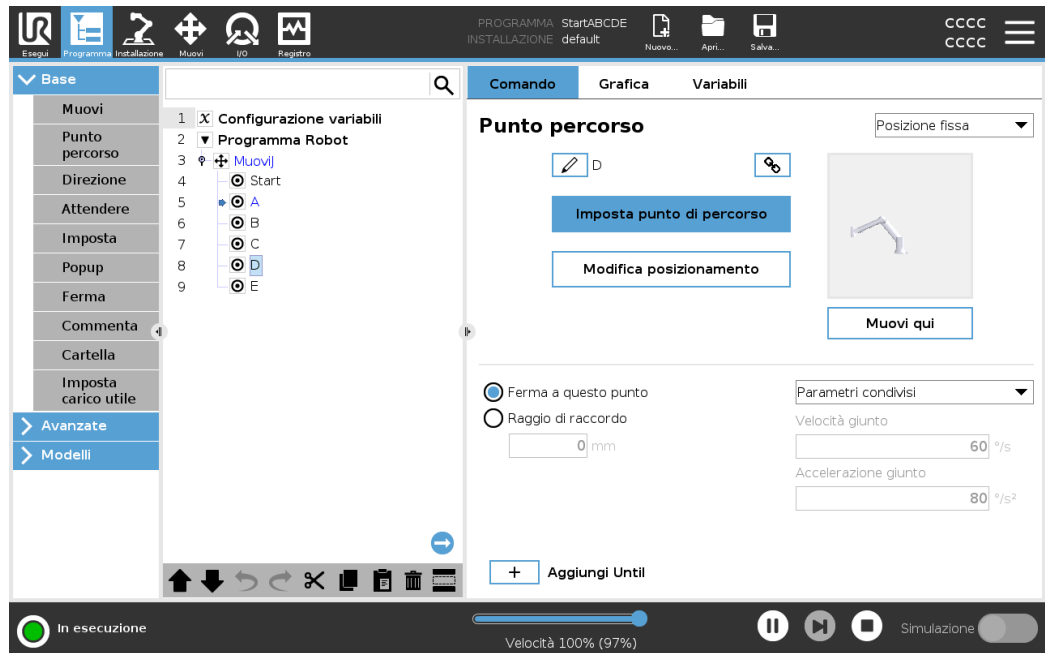 PROGRAMMA StartABCDE
INSTALLAZIONE default
Esegui
Programma
Installazione
Muovi
I/O
Registro
Nuovo...
Apri...
Salva...
CCCC
CCCC
Base
Muovi
Punto
percorso
Direzione
Attendere
Imposta
Popup
Ferma
Commenta
Cartella
Imposta
carico utile
Avanzate
Modelli
1 X Configurazione variabili
2 Programma Robot
3 MuoviJ
4 Start
5 A
6 B
7 C
8 D
9 E
Comando
Grafica
Variabili
Punto percorso
Posizione fissa
D
Imposta punto di percorso
Modifica posizionamento
Muovi qui
Ferma a questo punto
Parametri condivisi
Raggio di raccordo
Velocità giunto
0 mm
60 °/s
Accelerazione giunto
80 °/s²
+ Aggiungi Until
In esecuzione
Velocità 100% (97%)
Simulazione